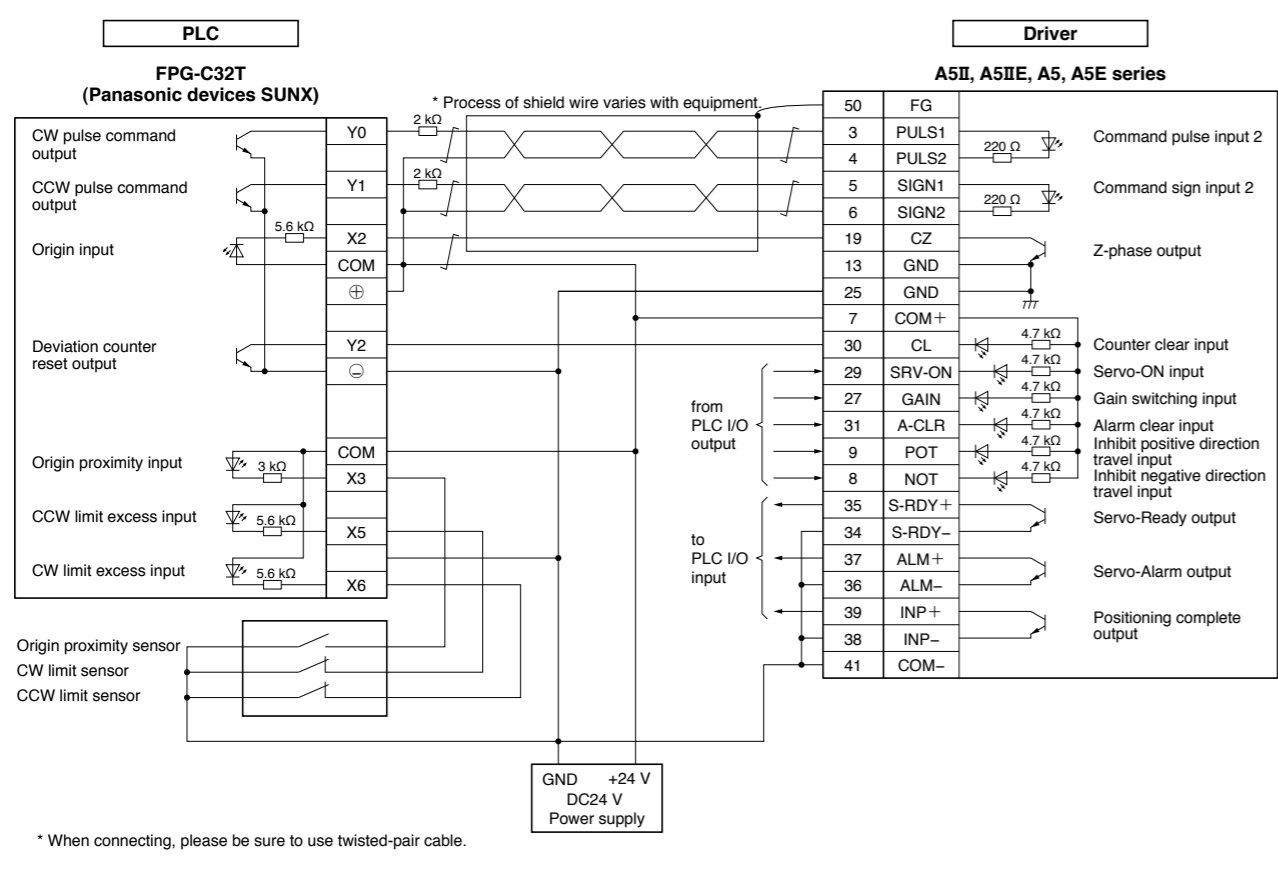 PLC
Driver
FPG-C32T
(Panasonic devices SUNX)
A5II, A5IIE, A5, A5E series
* Process of shield wire varies with equipment.
CW pulse command
output
CCW pulse command
output
Origin input
Deviation counter
reset output
Origin proximity input
CCW limit excess input
CW limit excess input
5.6 kΩ
3 kΩ
5.6 kΩ
5.6 kΩ
Y0
Y1
X2
COM
⊕
Y2
⊖
COM
X3
X5
X6
2 kΩ
2 kΩ
from
PLC I/O
output
to
PLC I/O
input
50 FG
3 PULS1
4 PULS2
5 SIGN1
6 SIGN2
19 CZ
13 GND
25 GND
7 COM+
30 CL
29 SRV-ON
27 GAIN
31 A-CLR
9 POT
8 NOT
35 S-RDY+
34 S-RDY−
37 ALM+
36 ALM−
39 INP+
38 INP−
41 COM−
220 Ω
220 Ω
4.7 kΩ
4.7 kΩ
4.7 kΩ
4.7 kΩ
4.7 kΩ
4.7 kΩ
Command pulse input 2
Command sign input 2
Z-phase output
Counter clear input
Servo-ON input
Gain switching input
Alarm clear input
Inhibit positive direction
travel input
Inhibit negative direction
travel input
Servo-Ready output
Servo-Alarm output
Positioning complete
output
Origin proximity sensor
CW limit sensor
CCW limit sensor
GND +24 V
DC24 V
Power supply
* When connecting, please be sure to use twisted-pair cable.